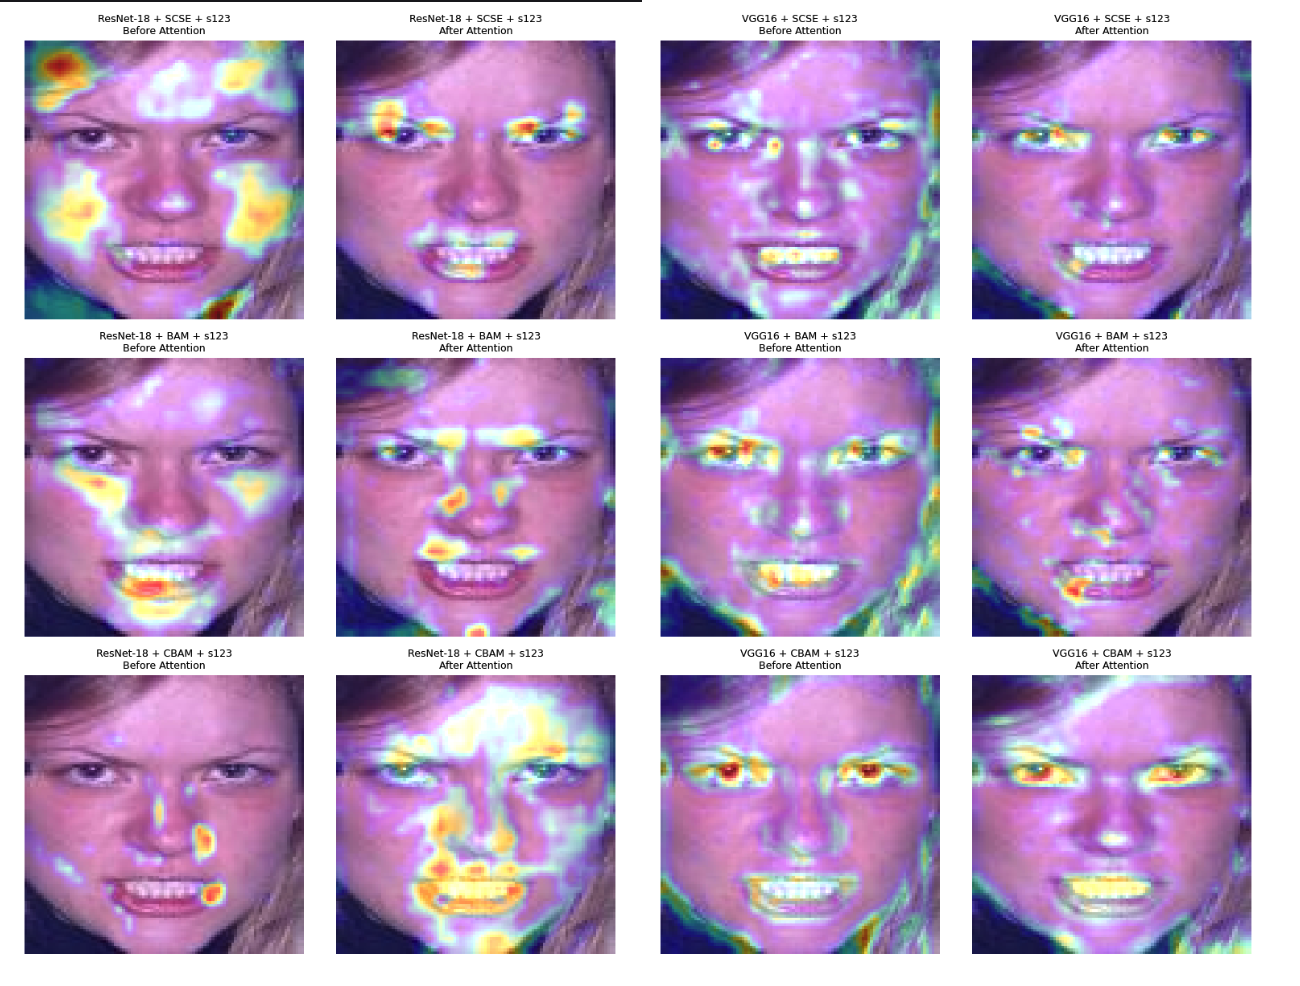 ResNet-18 + SCSE + s123
Before Attention
ResNet-18 + SCSE + s123
After Attention
VGG16 + SCSE + s123
Before Attention
VGG16 + SCSE + s123
After Attention
ResNet-18 + BAM + s123
Before Attention
ResNet-18 + BAM + s123
After Attention
VGG16 + BAM + s123
Before Attention
VGG16 + BAM + s123
After Attention
ResNet-18 + CBAM + s123
Before Attention
ResNet-18 + CBAM + s123
After Attention
VGG16 + CBAM + s123
Before Attention
VGG16 + CBAM + s123
After Attention